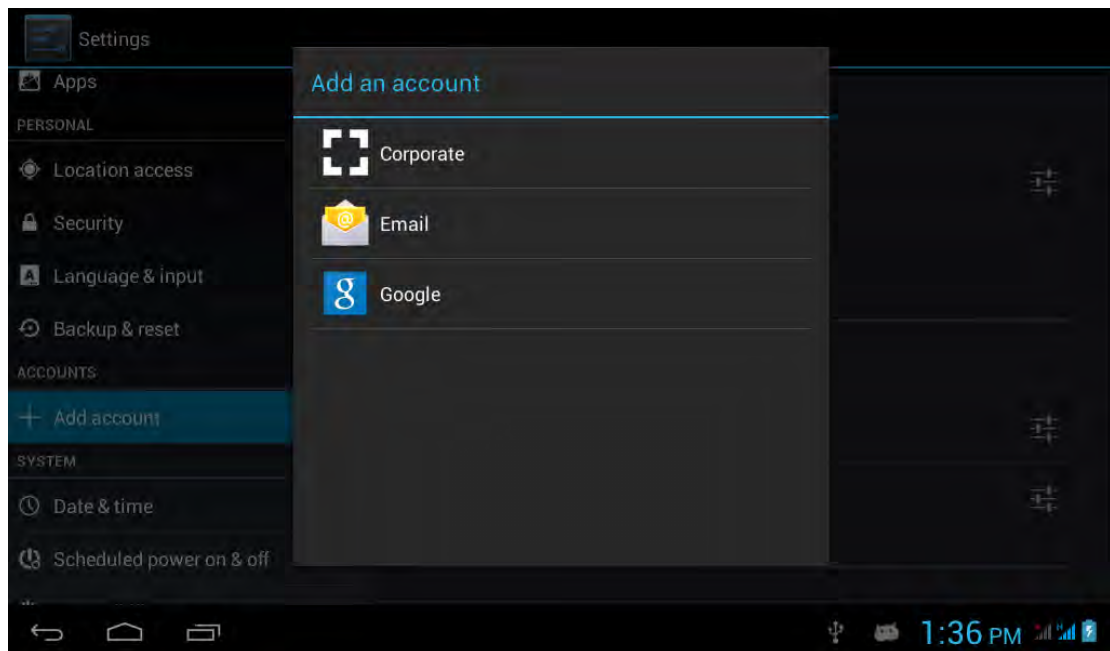 Settings
Apps
PERSONAL
Location access
Security
Language & input
Backup & reset
ACCOUNTS
Add account
SYSTEM
Date & time
Scheduled power on & off
Add an account
Corporate
Email
Google
1:36 PM